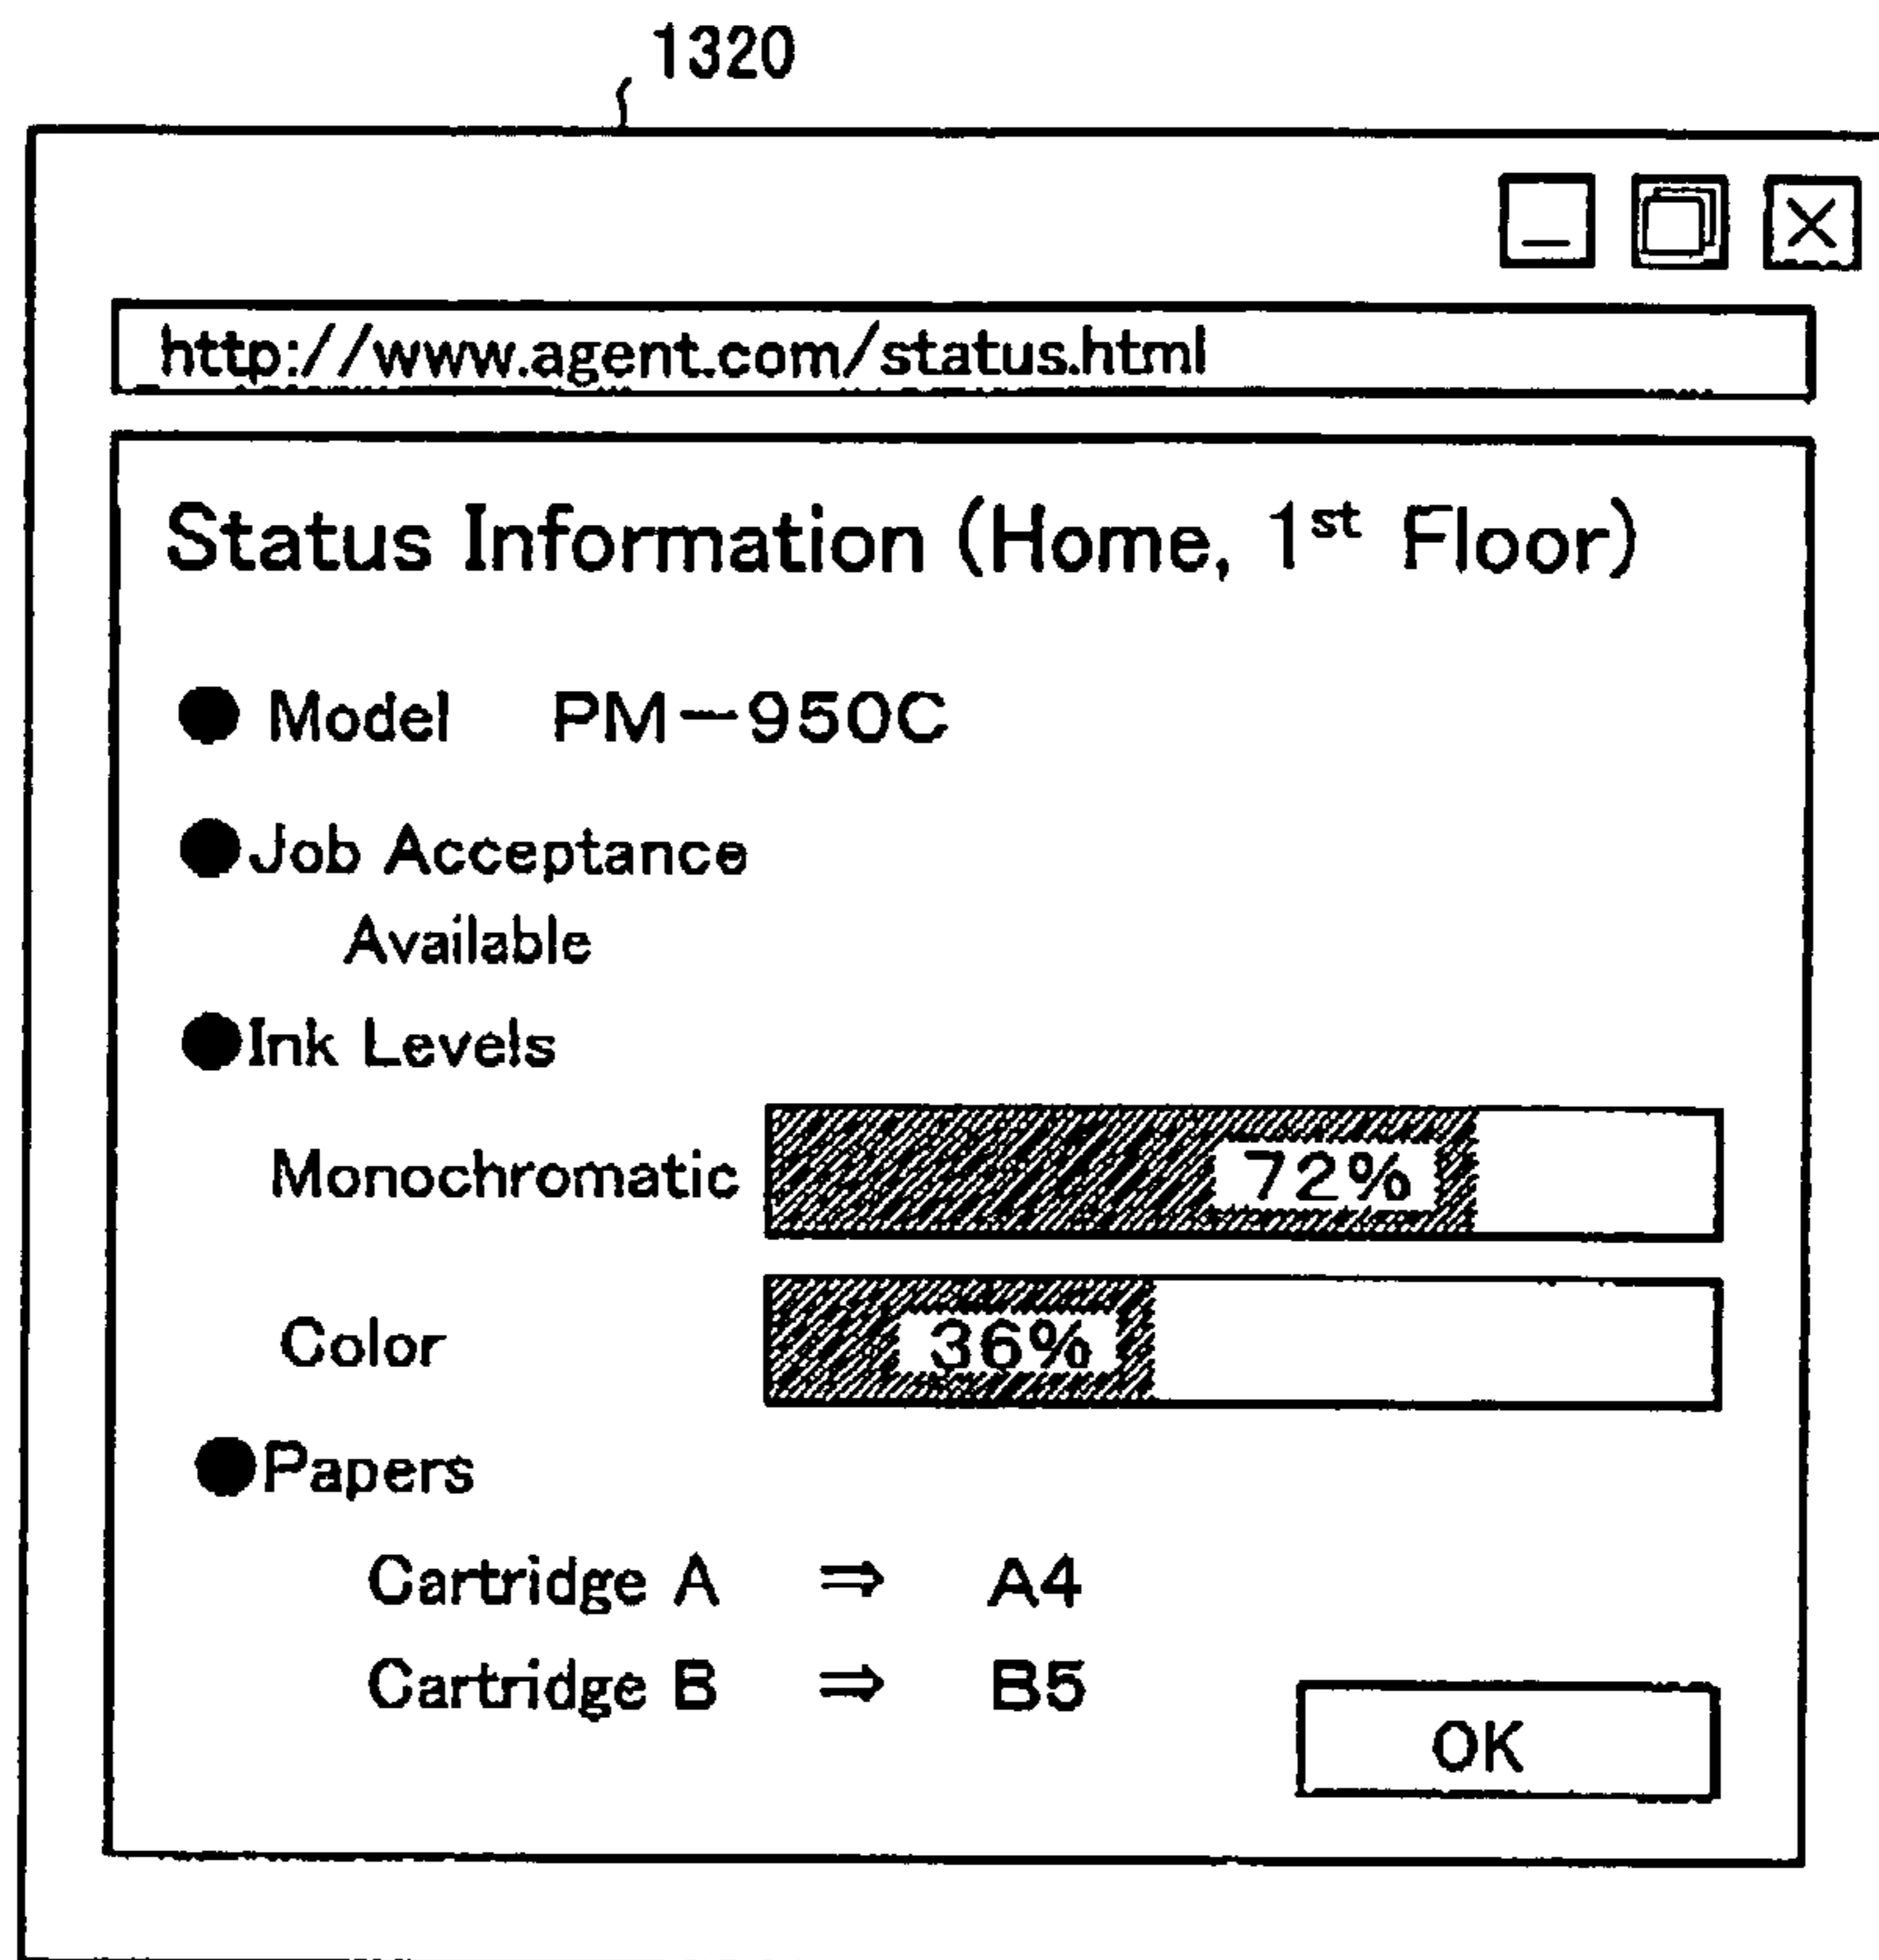 1320
http://www.agent.com/status.html
Status Information (Home, 1st Floor)
● Model PM-950C
● Job Acceptance
Available
● Ink Levels
Monochromatic 72%
Color 36%
● Papers
Cartridge A ⇒ A4
Cartridge B ⇒ B5
OK